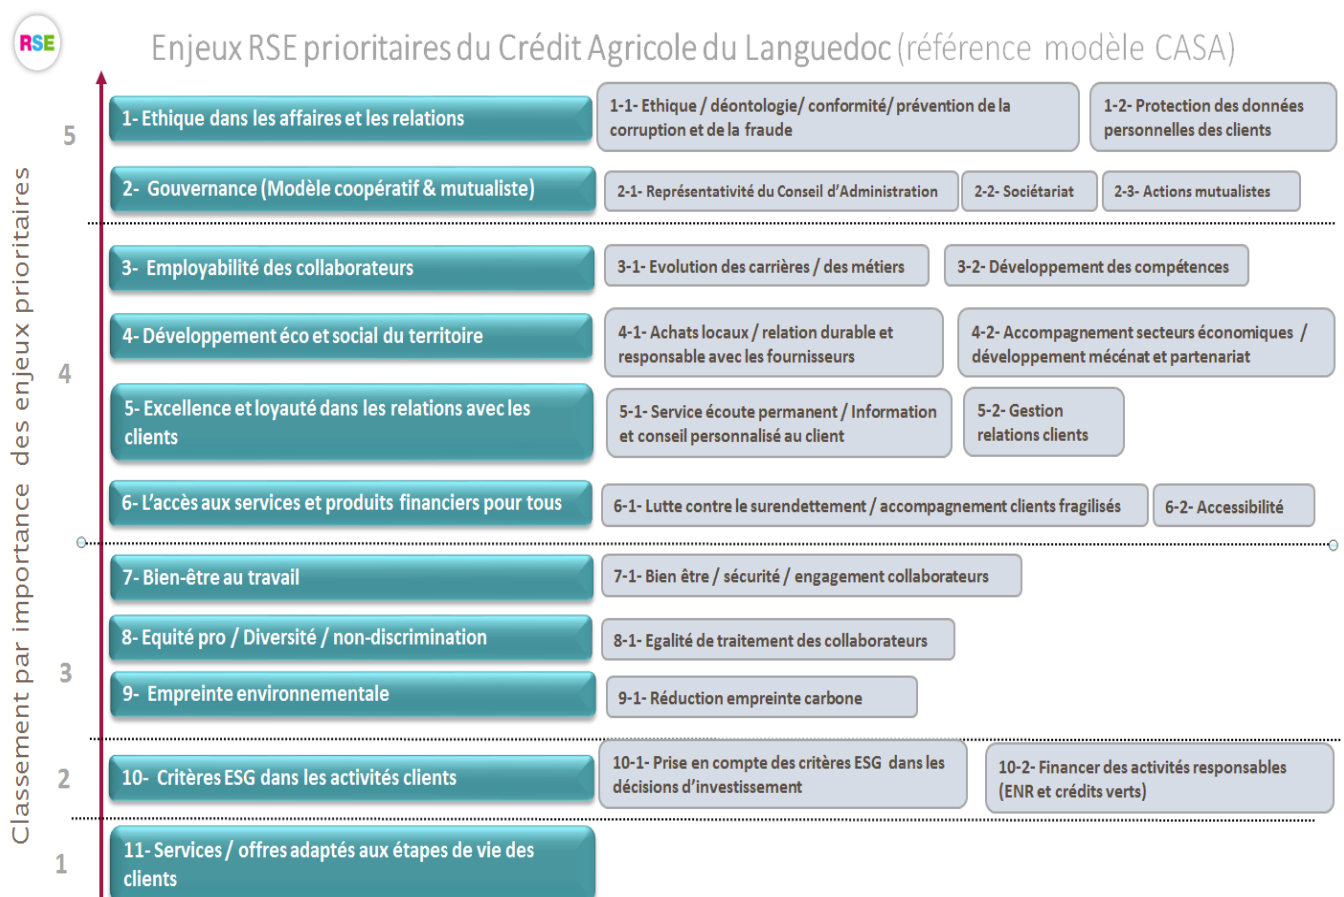 RSE
Enjeux RSE prioritaires du Crédit Agricole du Languedoc (référence modèle CASA)
Classement par importance des enjeux prioritaires
5
1- Ethique dans les affaires et les relations
1-1- Ethique / déontologie/ conformité/ prévention de la
corruption et de la fraude
1-2- Protection des données
personnelles des clients
2- Gouvernance (Modèle coopératif & mutualiste)
2-1- Représentativité du Conseil d'Administration
2-2- Sociétariat
2-3- Actions mutualistes
4
3- Employabilité des collaborateurs
3-1- Evolution des carrières / des métiers
3-2- Développement des compétences
4- Développement éco et social du territoire
4-1- Achats locaux / relation durable et
responsable avec les fournisseurs
4-2- Accompagnement secteurs économiques /
développement mécénat et partenariat
5- Excellence et loyauté dans les relations avec les
clients
5-1- Service écoute permanent / Information
et conseil personnalisé au client
5-2- Gestion
relations clients
6- L'accès aux services et produits financiers pour tous
6-1- Lutte contre le surendettement / accompagnement clients fragilisés
6-2- Accessibilité
3
7- Bien-être au travail
7-1- Bien être / sécurité / engagement collaborateurs
8- Equité pro / Diversité / non-discrimination
8-1- Egalité de traitement des collaborateurs
9- Empreinte environnementale
9-1- Réduction empreinte carbone
2
10- Critères ESG dans les activités clients
10-1- Prise en compte des critères ESG dans les
décisions d'investissement
10-2- Financer des activités responsables
(ENR et crédits verts)
1
11- Services / offres adaptés aux étapes de vie des
clients